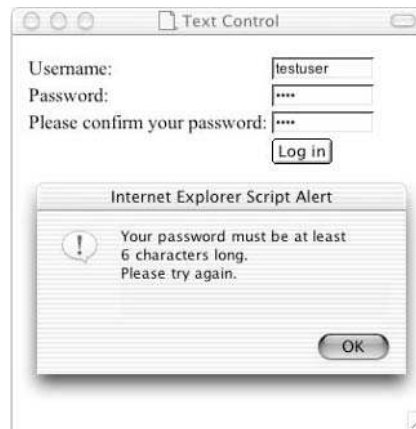 Text Control
Username:
testuser
Password:
••••
Please confirm your password:
••••
Log in
Internet Explorer Script Alert
Your password must be at least
6 characters long.
Please try again.
OK